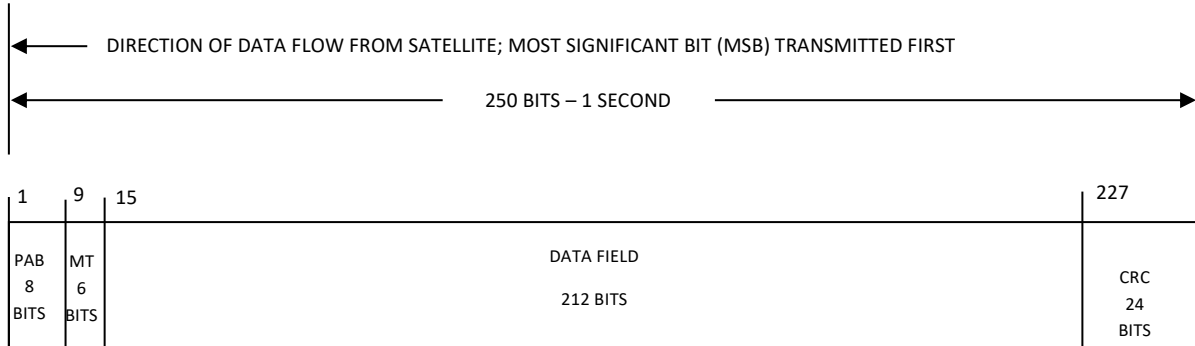 DIRECTION OF DATA FLOW FROM SATELLITE; MOST SIGNIFICANT BIT (MSB) TRANSMITTED FIRST
250 BITS – 1 SECOND
1
9
15
227
PAB
8
BITS
MT
6
BITS
DATA FIELD
212 BITS
CRC
24
BITS